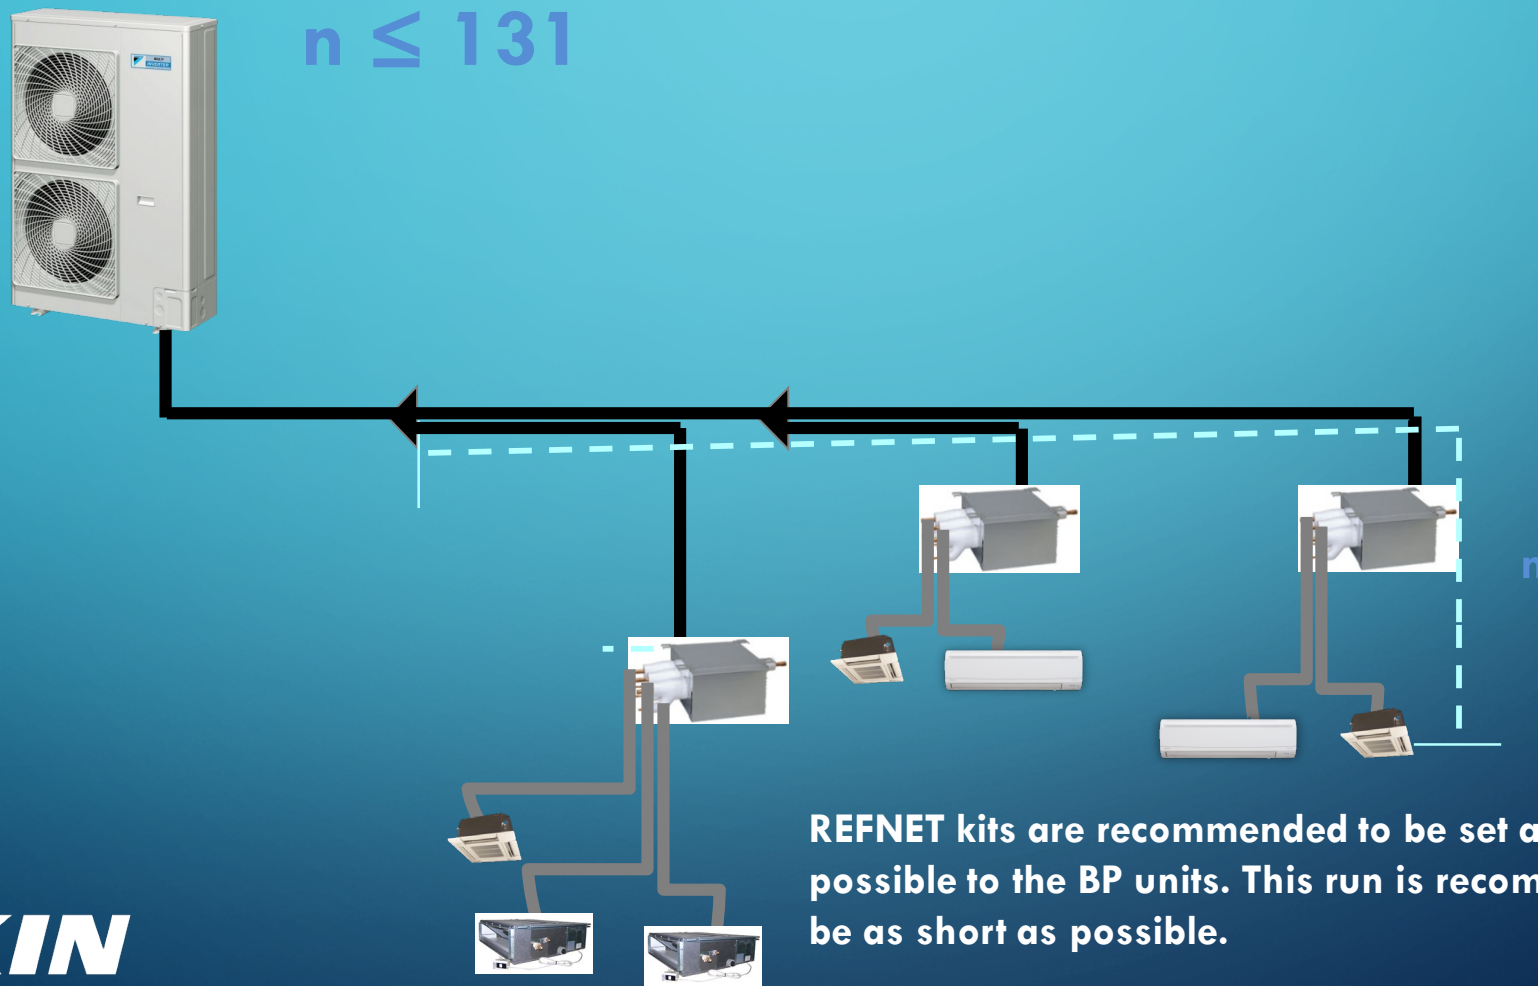 n ≤ 131
REFNET kits are recommended to be set a
possible to the BP units. This run is recom
be as short as possible.
KIN